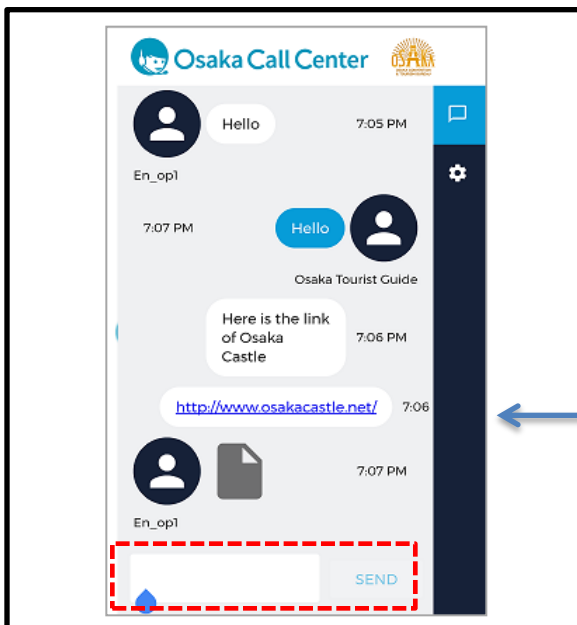 Osaka Call Center OSAKA
Hello 7:05 PM
En_op1
7:07 PM Hello
Osaka Tourist Guide
Here is the link
of Osaka
Castle
7:06 PM
http://www.osakacastle.net/ 7:06
7:07 PM
En_op1
SEND